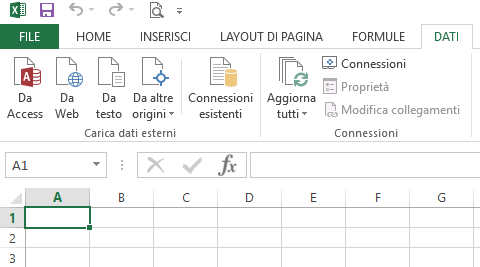 FILE HOME INSERISCI LAYOUT DI PAGINA FORMULE DATI
Da Access
Da Web
Da testo
Da altre origini
Connessioni esistenti
Carica dati esterni
Aggiorna tutti
Connessioni
Proprietà
Modifica collegamenti
Connessioni
A1 fx
A B C D E F G
1
2
3